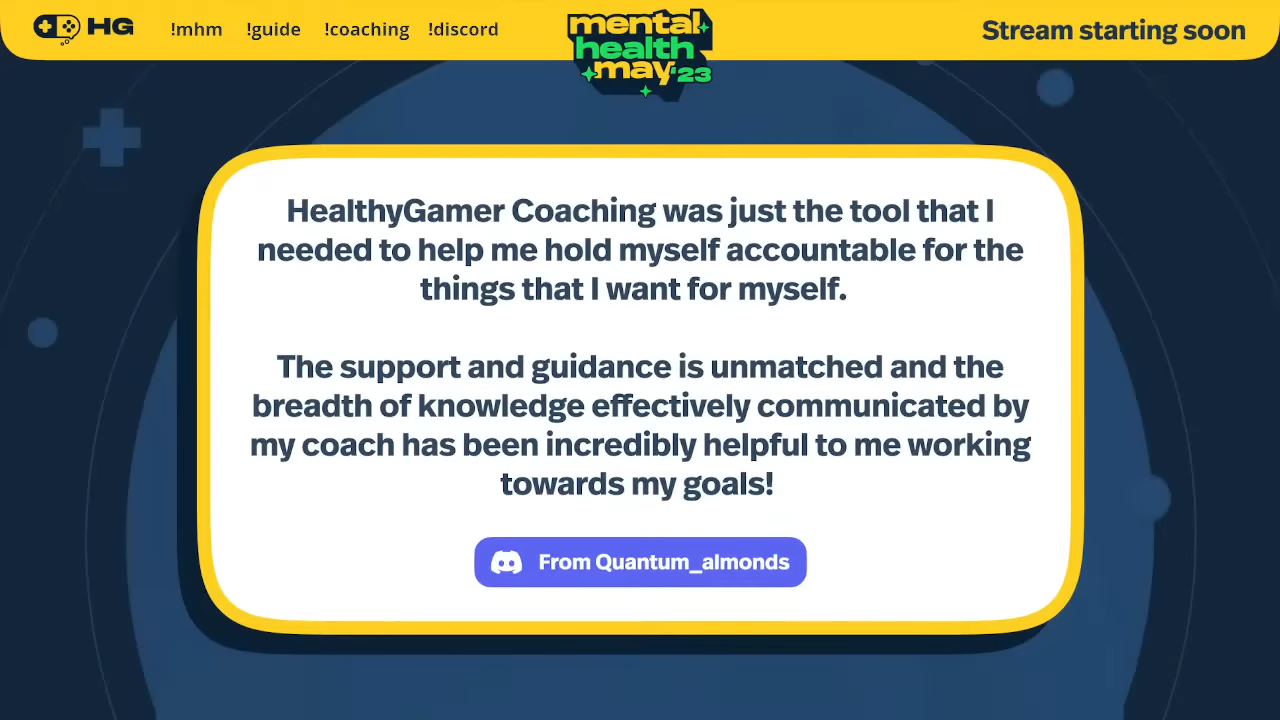 HG !mhm !guide !coaching !discord
mental
health
may'23
Stream starting soon
HealthyGamer Coaching was just the tool that I
needed to help me hold myself accountable for the
things that I want for myself.
The support and guidance is unmatched and the
breadth of knowledge effectively communicated by
my coach has been incredibly helpful to me working
towards my goals!
From Quantum_almonds